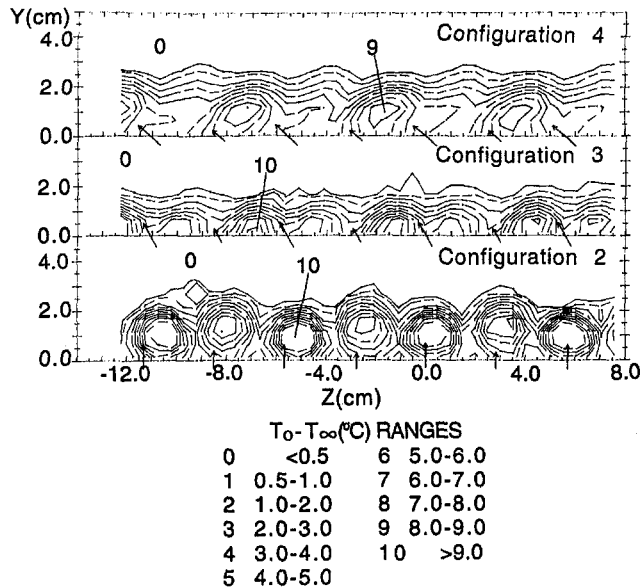 Y(cm)
4.0
0
9
Configuration 4
2.0
0.0
0
Configuration 3
2.0
10
0.0
0
10
Configuration 2
4.0
2.0
0.0
-12.0 -8.0 -4.0 0.0 4.0 8.0
Z(cm)
To-T∞(°C) RANGES
0 <0.5 6 5.0-6.0
1 0.5-1.0 7 6.0-7.0
2 1.0-2.0 8 7.0-8.0
3 2.0-3.0 9 8.0-9.0
4 3.0-4.0 10 >9.0
5 4.0-5.0